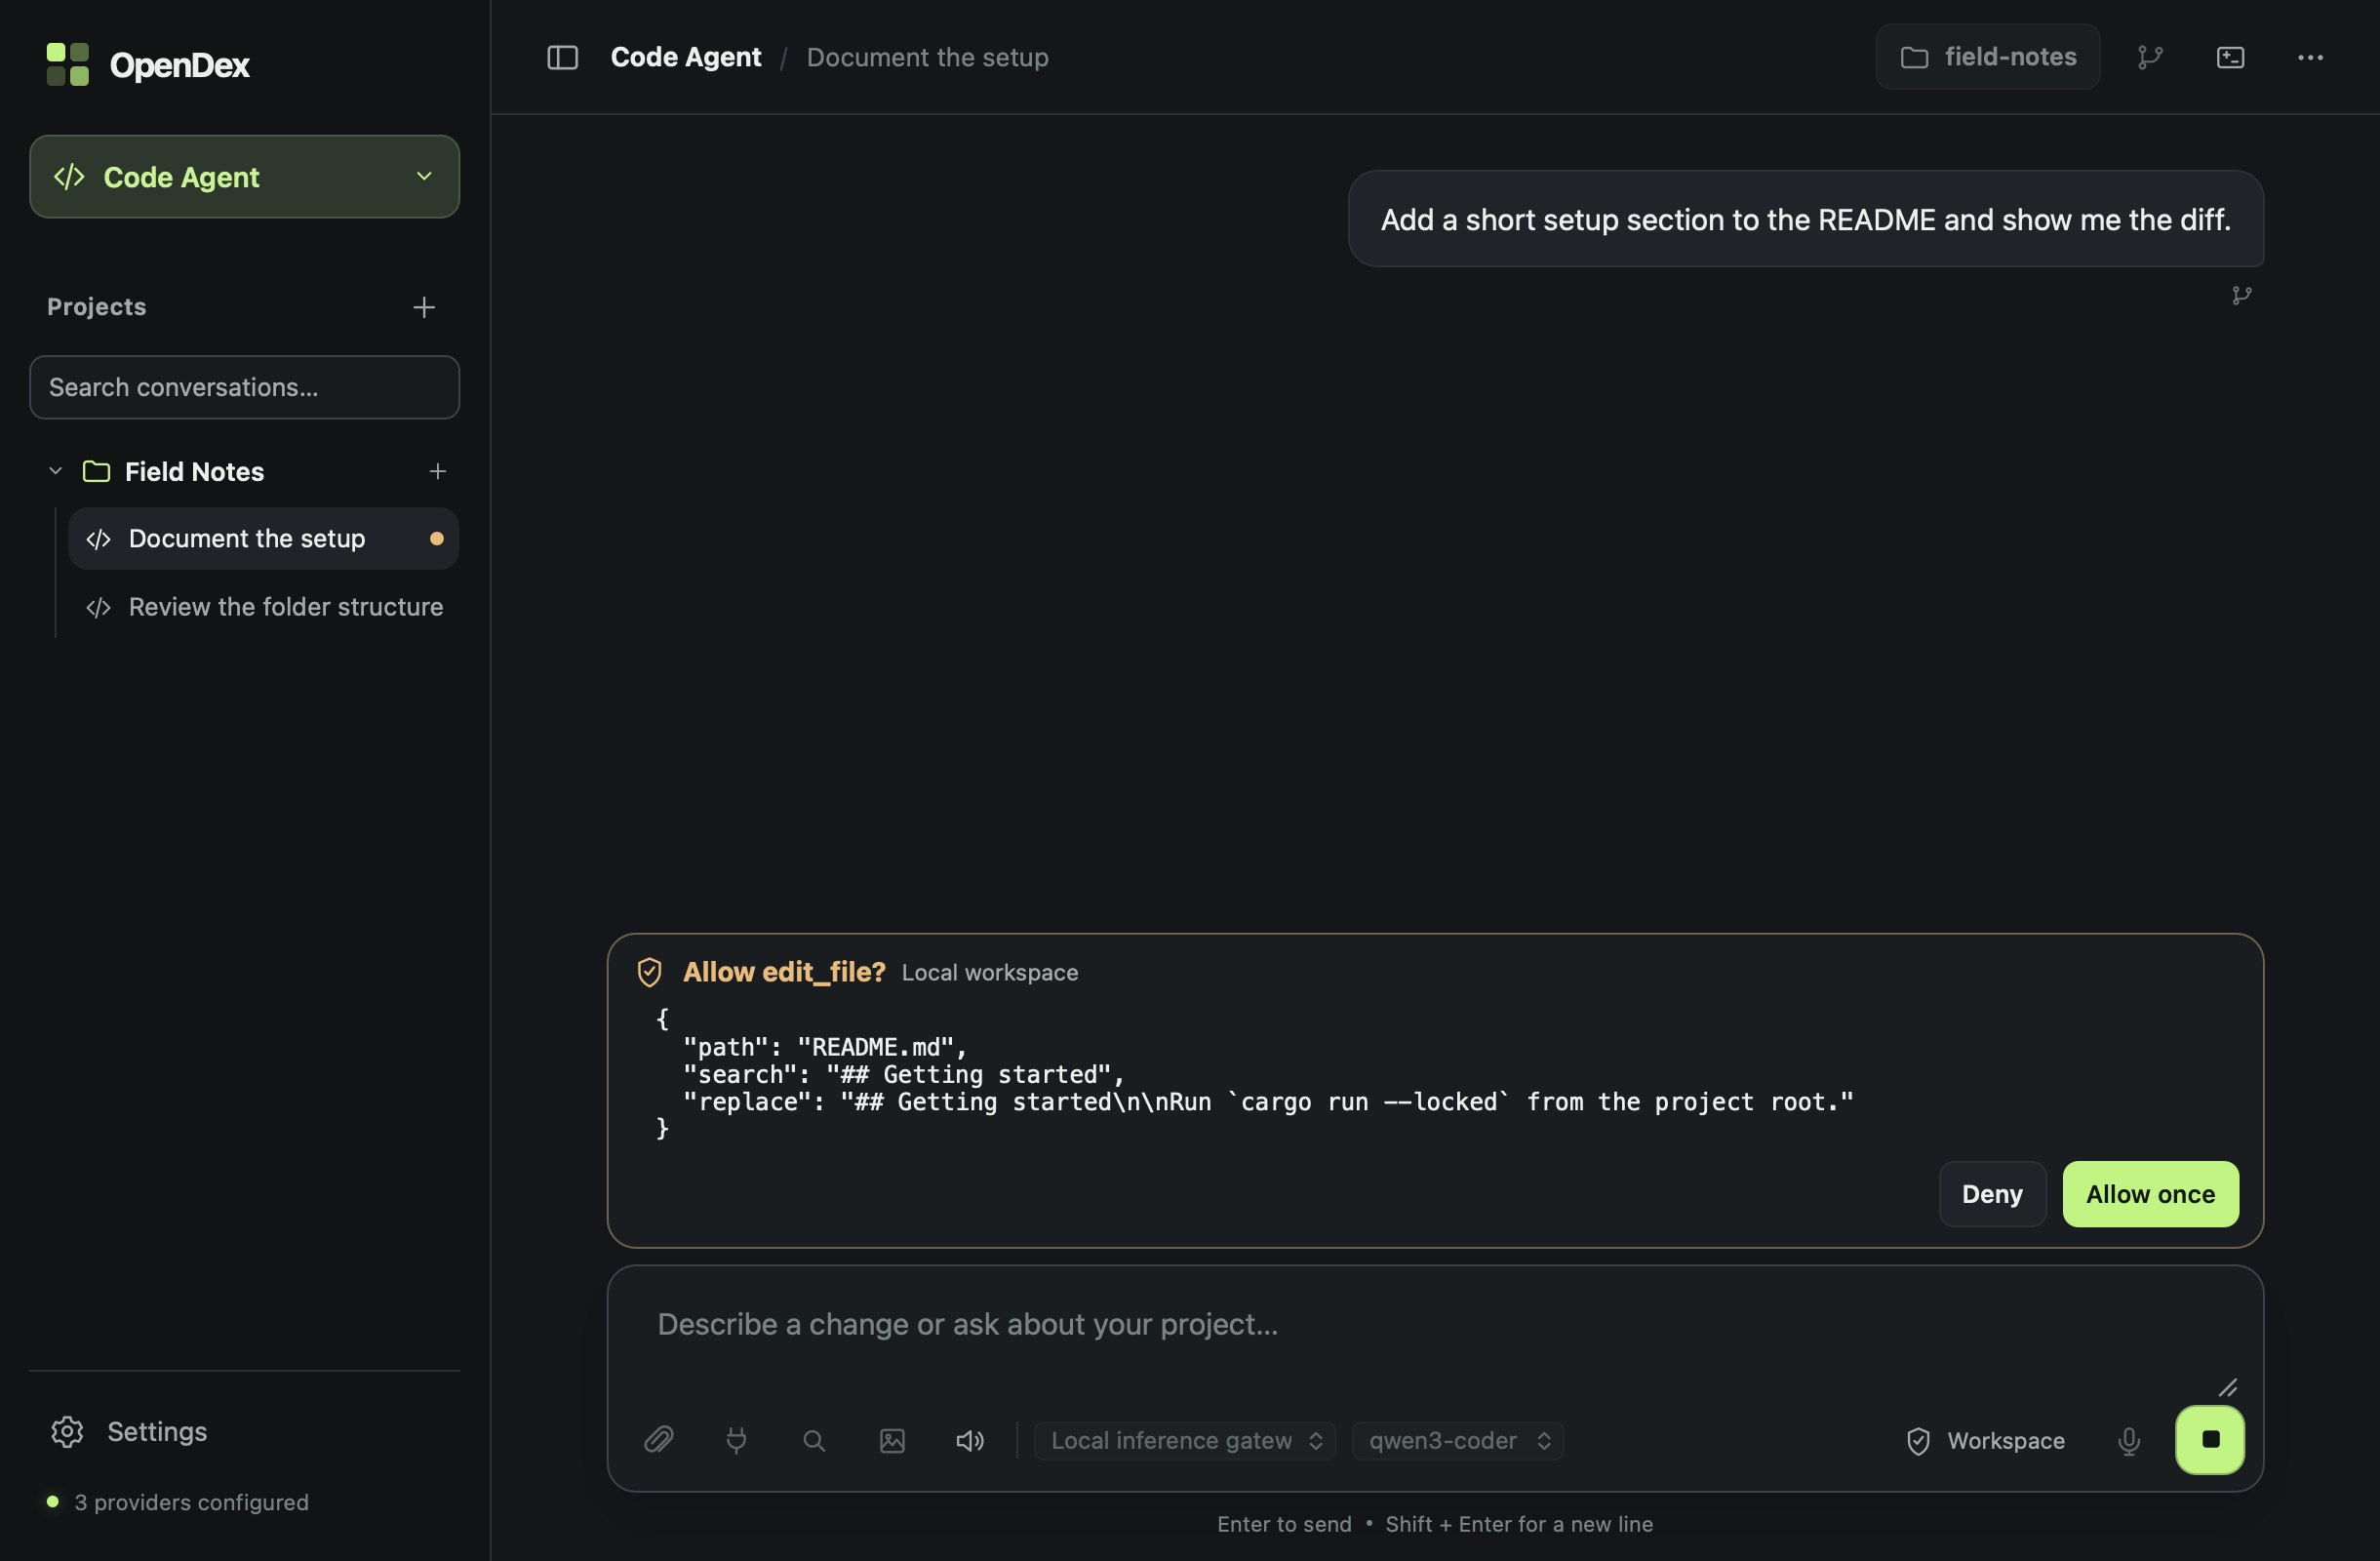 OpenDex
Code Agent
Projects
Search conversations...
Field Notes
Document the setup
Review the folder structure
Settings
3 providers configured
Code Agent / Document the setup
field-notes
Add a short setup section to the README and show me the diff.
Allow edit_file? Local workspace
{
  "path": "README.md",
  "search": "## Getting started",
  "replace": "## Getting started\n\nRun `cargo run --locked` from the project root."
}
Deny
Allow once
Describe a change or ask about your project...
Local inference gatew
qwen3-coder
Workspace
Enter to send • Shift + Enter for a new line